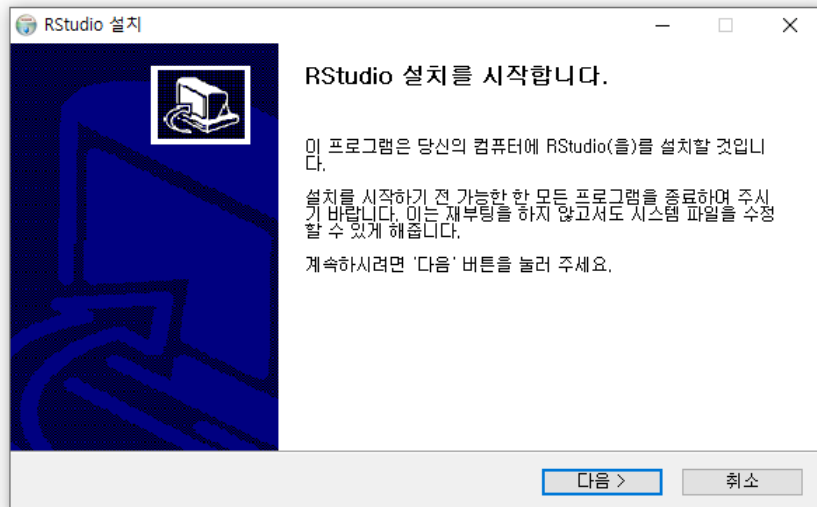 RStudio 설치
RStudio 설치를 시작합니다.
이 프로그램은 당신의 컴퓨터에 RStudio(을)를 설치할 것입니
다.
설치를 시작하기 전 가능한 한 모든 프로그램을 종료하여 주시
기 바랍니다. 이는 재부팅을 하지 않고서도 시스템 파일을 수정
할 수 있게 해줍니다.
계속하시려면 '다음' 버튼을 눌러 주세요.
다음 >
취소